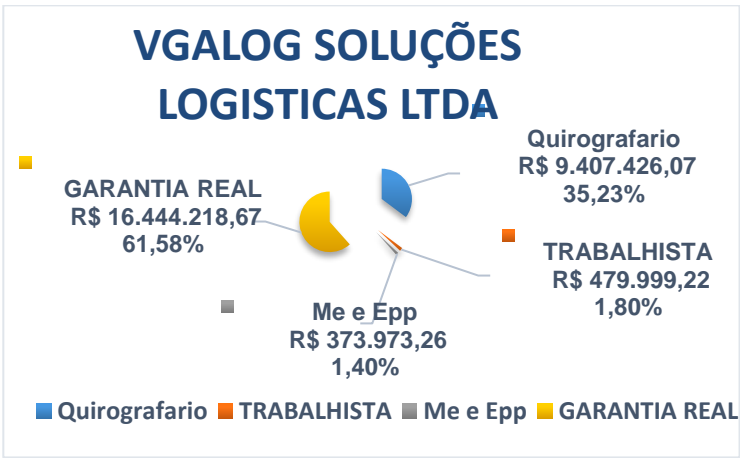 VGALOG SOLUÇÕES
LOGISTICAS LTDA
Quirografario
R$ 9.407.426,07
35,23%
GARANTIA REAL
R$ 16.444.218,67
61,58%
TRABALHISTA
R$ 479.999,22
1,80%
Me e Epp
R$ 373.973,26
1,40%
Quirografario TRABALHISTA Me e Epp GARANTIA REAL